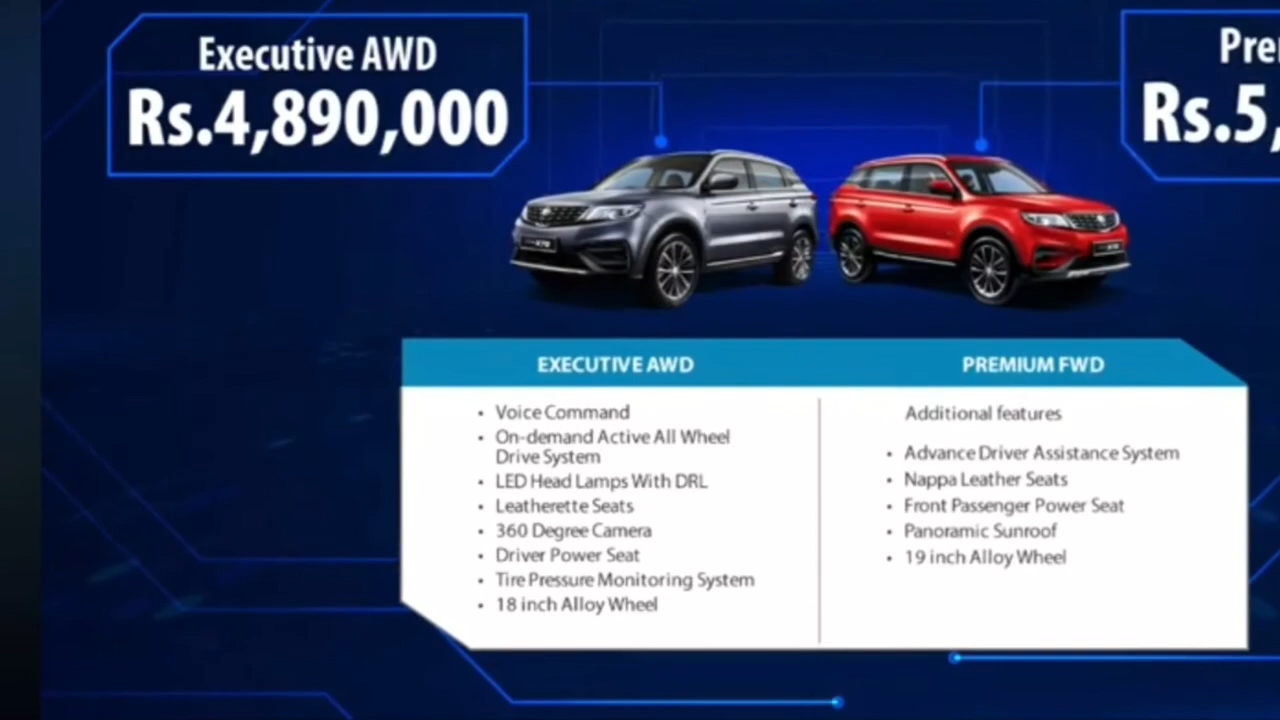 Executive AWD
Rs.4,890,000
Rs.5,
EXECUTIVE AWD
• Voice Command
• On-demand Active All Wheel
Drive System
• LED Head Lamps With DRL
• Leatherette Seats
• 360 Degree Camera
• Driver Power Seat
• Tire Pressure Monitoring System
• 18 inch Alloy Wheel
PREMIUM FWD
Additional features
• Advance Driver Assistance System
• Nappa Leather Seats
• Front Passenger Power Seat
• Panoramic Sunroof
• 19 inch Alloy Wheel